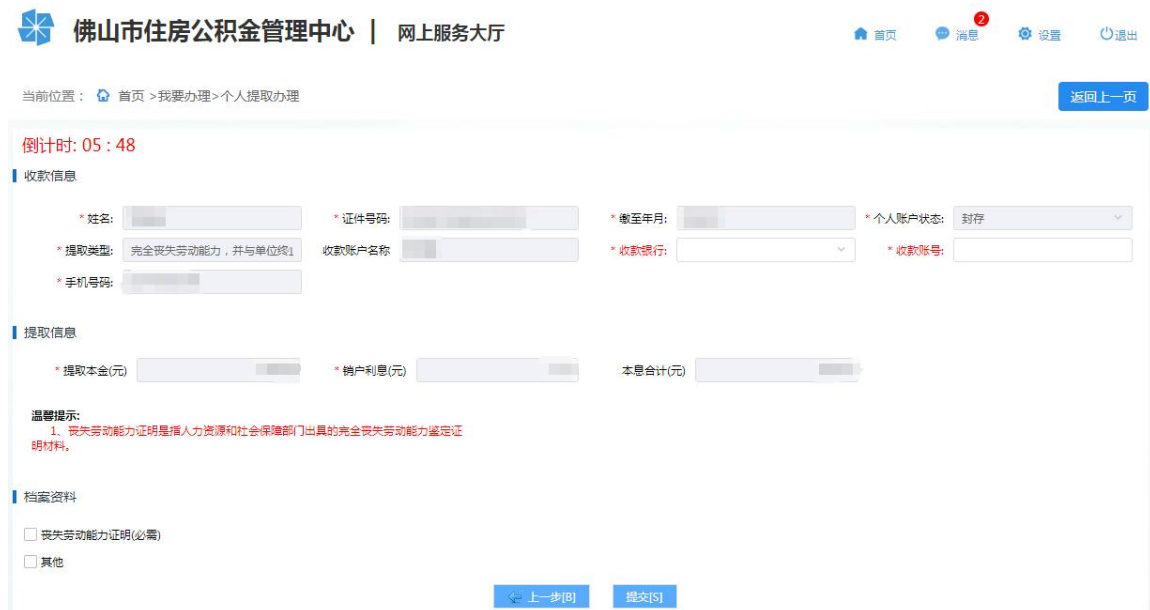 佛山市住房公积金管理中心 | 网上服务大厅
首页 消息 2 设置 退出
当前位置： 首页 >我要办理>个人提取办理 返回上一页
倒计时: 05 : 48
收款信息
* 姓名: * 证件号码: * 缴至年月: * 个人账户状态: 封存
* 提取类型: 完全丧失劳动能力，并与单位终1 收款账户名称 * 收款银行: * 收款账号:
* 手机号码:
提取信息
* 提取本金(元) * 销户利息(元) 本息合计(元)
温馨提示:
1、丧失劳动能力证明是指人力资源和社会保障部门出具的完全丧失劳动能力鉴定证
明材料。
档案资料
丧失劳动能力证明(必需)
其他
上一步[B] 提交[S]